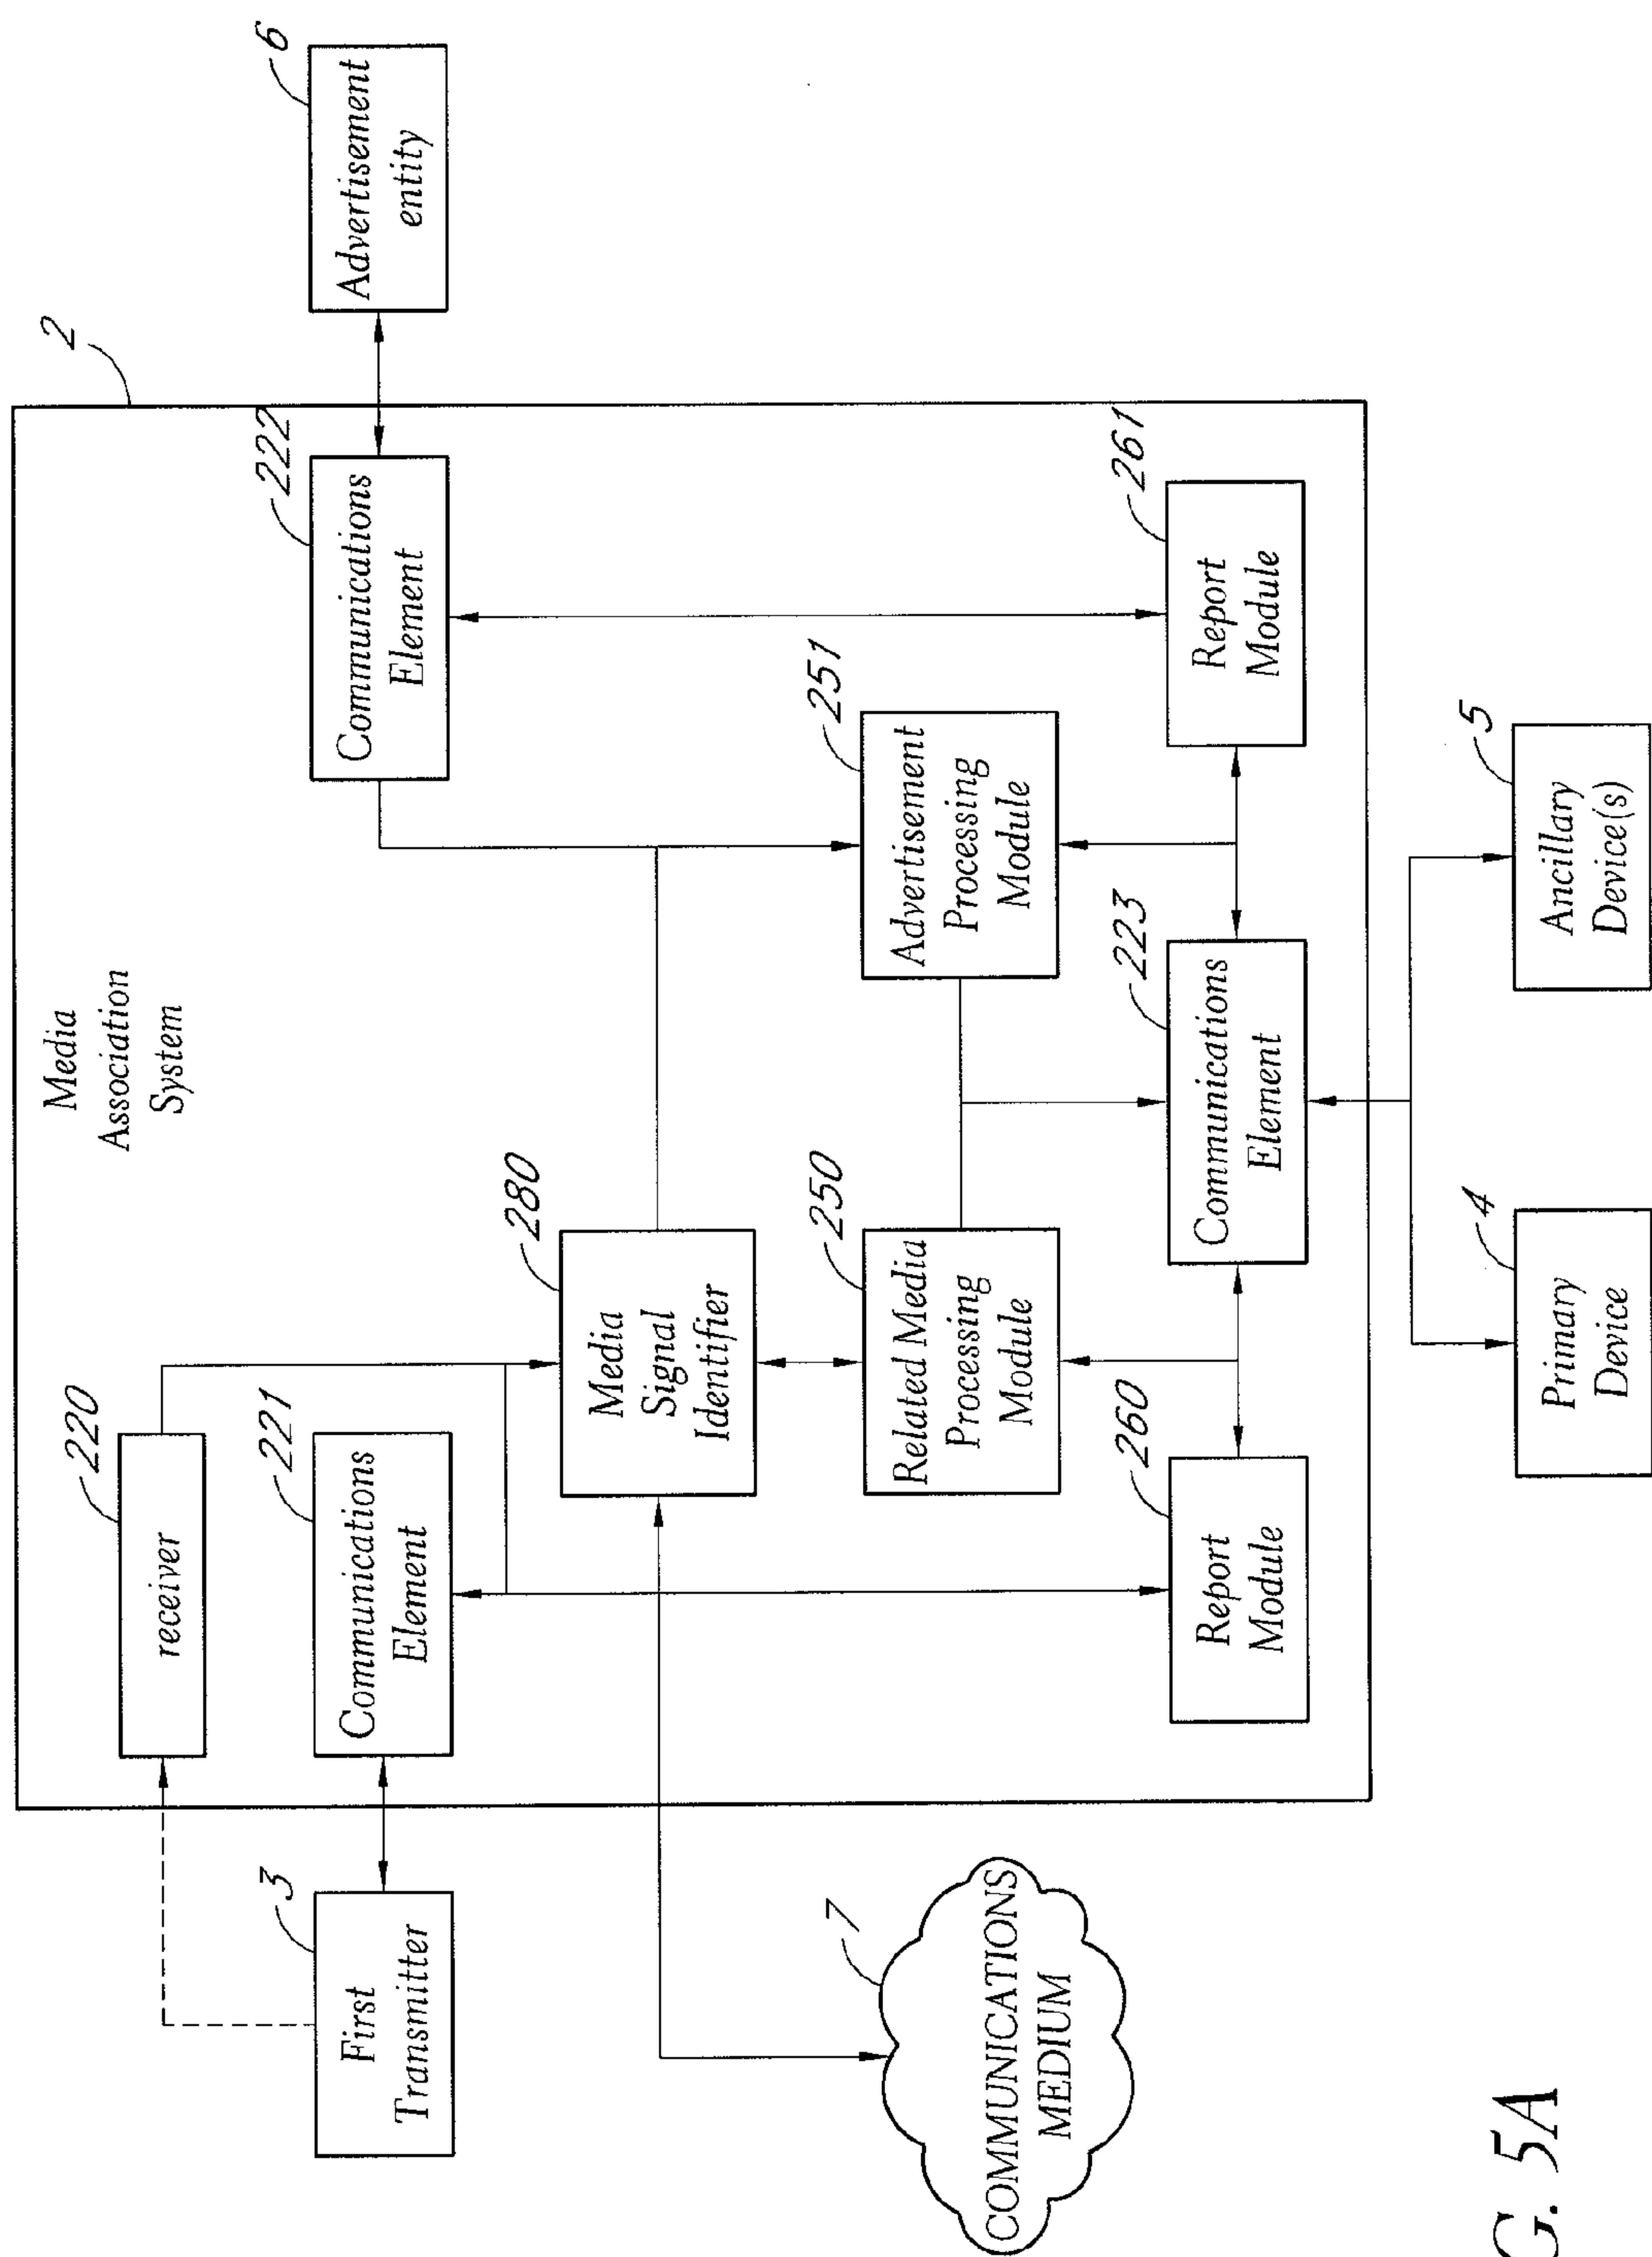 Media
Association
System
2
6
Advertisement
entity
220
receiver
221
Communications
Element
222
Communications
Element
3
First
Transmitter
280
Media
Signal
Identifier
250
Related Media
Processing
Module
251
Advertisement
Processing
Module
7
COMMUNICATIONS
MEDIUM
260
Report
Module
223
Communications
Element
261
Report
Module
4
Primary
Device
5
Ancillary
Device(s)
G. 5A